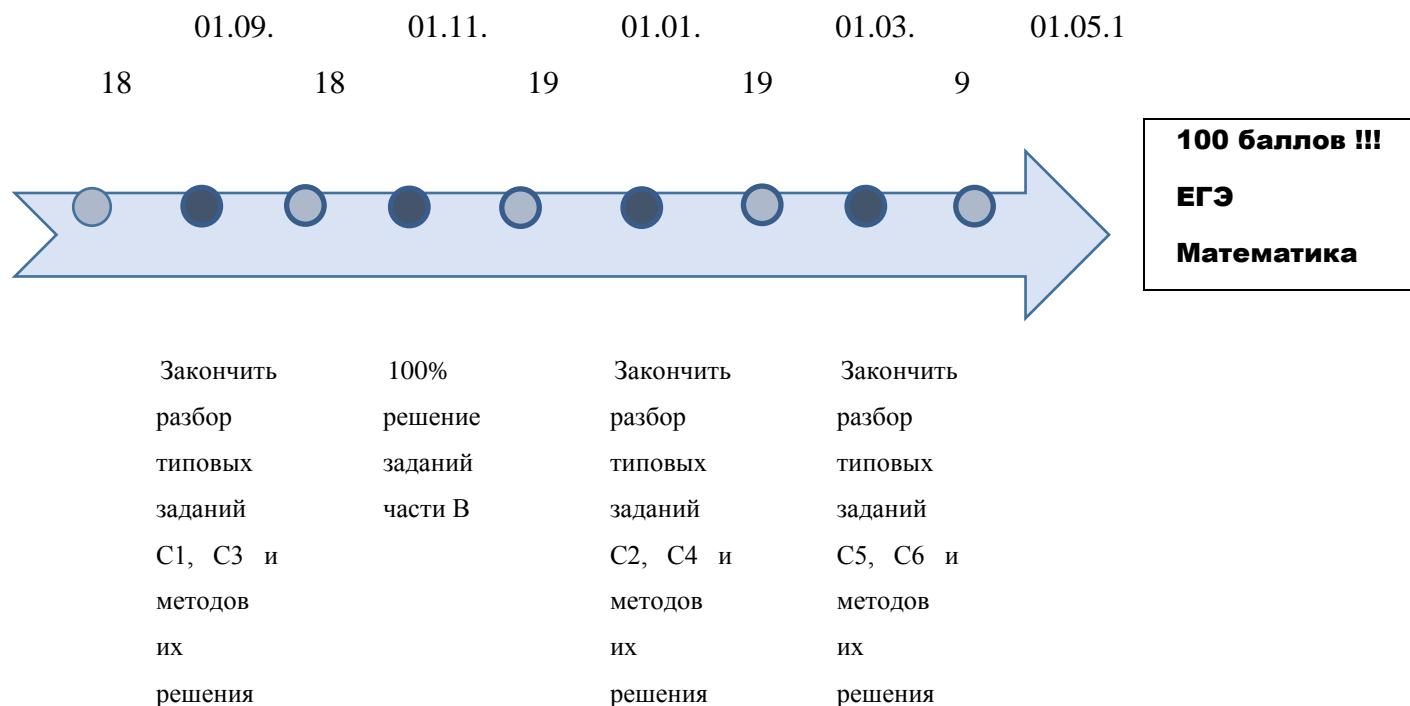 01.09. 01.11. 01.01. 01.03. 01.05.1
18 18 19 19 9
100 баллов !!!
ЕГЭ
Математика
Закончить
разбор
типовых
заданий
С1, С3 и
методов
их
решения
100%
решение
заданий
части В
Закончить
разбор
типовых
заданий
С2, С4 и
методов
их
решения
Закончить
разбор
типовых
заданий
С5, С6 и
методов
их
решения